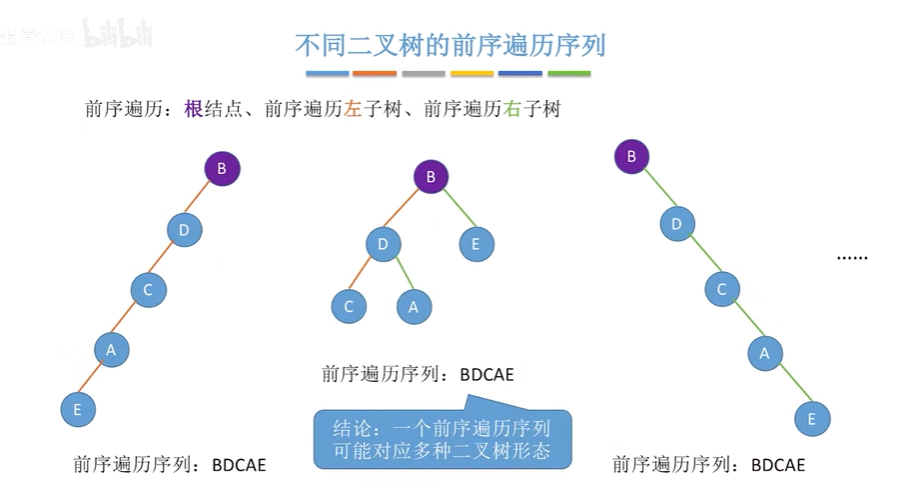 bilibili
不同二叉树的前序遍历序列
前序遍历：根结点、前序遍历左子树、前序遍历右子树
B
D
C
A
E
前序遍历序列：BDCAE
B
D
E
C
A
前序遍历序列：BDCAE
结论：一个前序遍历序列
可能对应多种二叉树形态
B
D
C
A
E
前序遍历序列：BDCAE
……